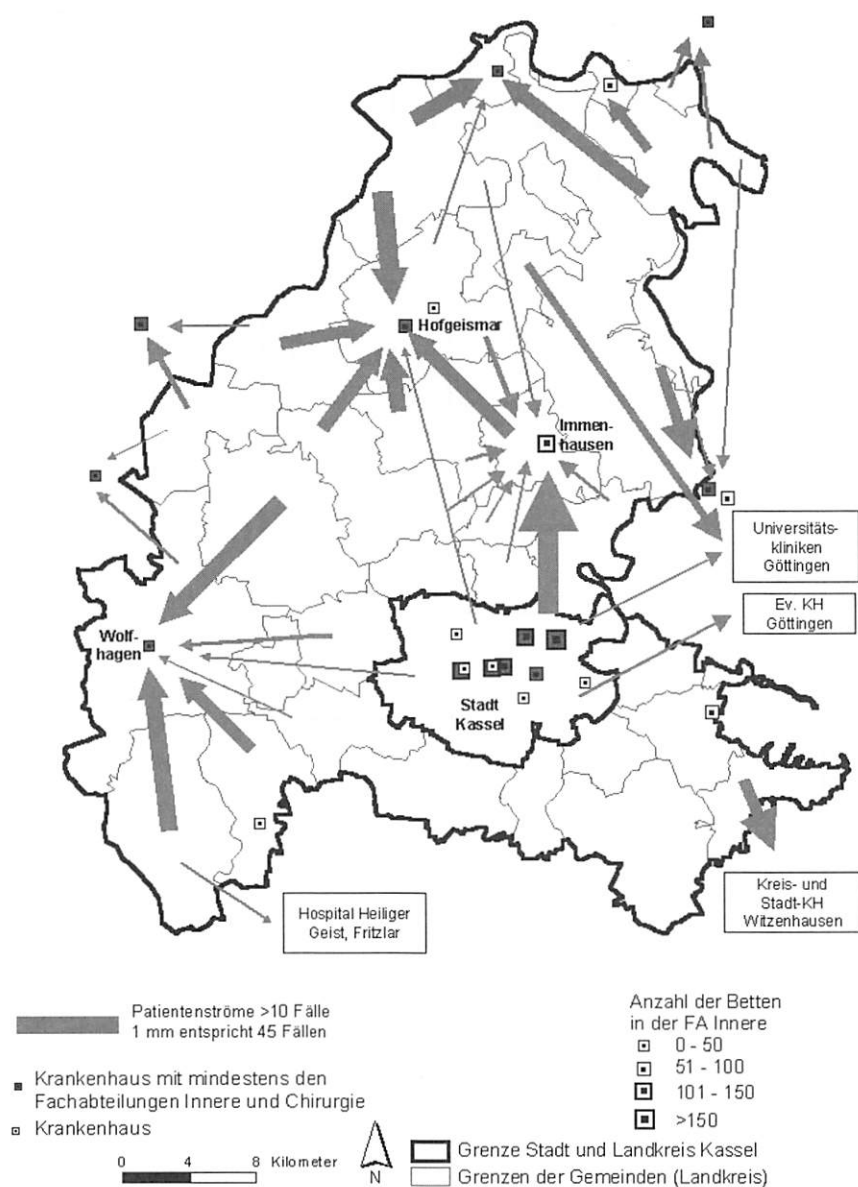 Hofgeismar
Immen-
hausen
Universitäts-
kliniken
Göttingen
Ev. KH
Göttingen
Wolf-
hagen
Stadt
Kassel
Kreis- und
Stadt-KH
Witzenhausen
Hospital Heiliger
Geist, Fritzlar
Patientenströme >10 Fälle
1 mm entspricht 45 Fällen
Krankenhaus mit mindestens den
Fachabteilungen Innere und Chirurgie
Krankenhaus
0 4 8 Kilometer
N
Anzahl der Betten
in der FA Innere
0 - 50
51 - 100
101 - 150
>150
Grenze Stadt und Landkreis Kassel
Grenzen der Gemeinden (Landkreis)